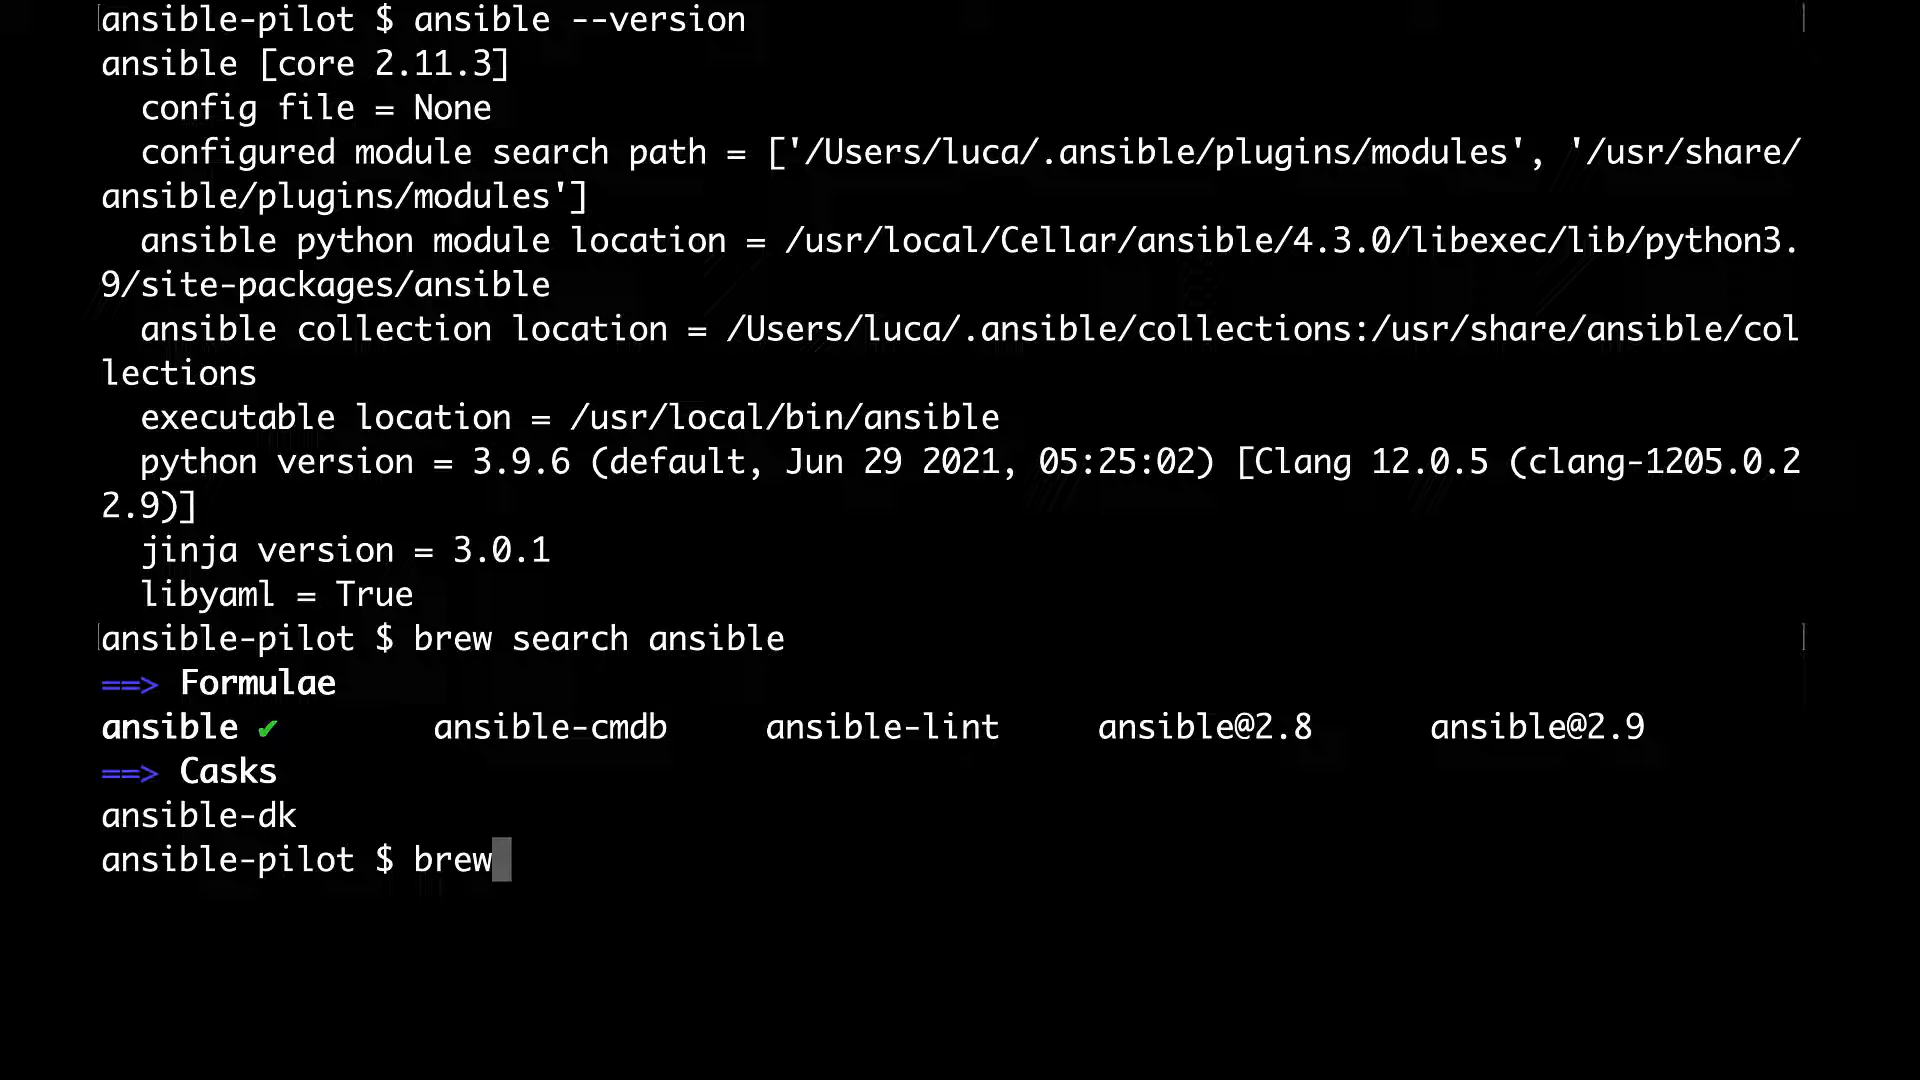 ansible-pilot $ ansible --version
ansible [core 2.11.3]
  config file = None
  configured module search path = ['/Users/luca/.ansible/plugins/modules', '/usr/share/
ansible/plugins/modules']
  ansible python module location = /usr/local/Cellar/ansible/4.3.0/libexec/lib/python3.
9/site-packages/ansible
  ansible collection location = /Users/luca/.ansible/collections:/usr/share/ansible/col
lections
  executable location = /usr/local/bin/ansible
  python version = 3.9.6 (default, Jun 29 2021, 05:25:02) [Clang 12.0.5 (clang-1205.0.2
2.9)]
  jinja version = 3.0.1
  libyaml = True
ansible-pilot $ brew search ansible
==> Formulae
ansible ✔        ansible-cmdb     ansible-lint     ansible@2.8      ansible@2.9
==> Casks
ansible-dk
ansible-pilot $ brew